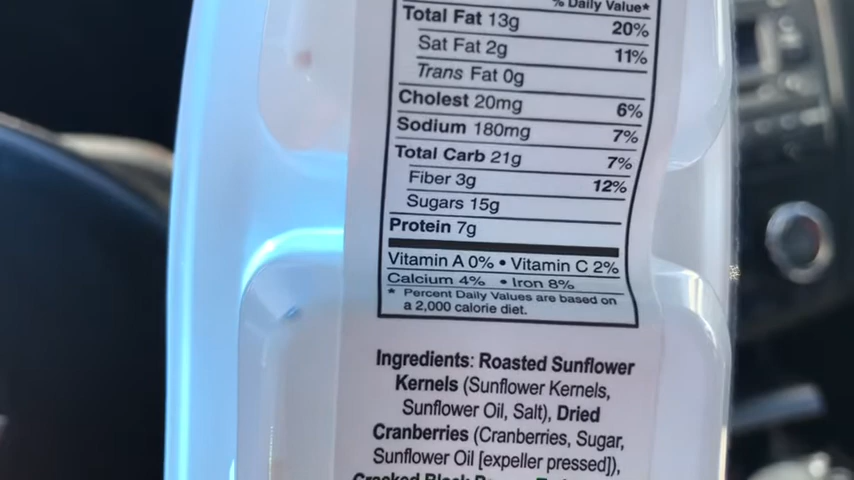 % Daily Value*
Total Fat 13g 20%
Sat Fat 2g 11%
Trans Fat 0g
Cholest 20mg 6%
Sodium 180mg 7%
Total Carb 21g 7%
Fiber 3g 12%
Sugars 15g
Protein 7g
Vitamin A 0% • Vitamin C 2%
Calcium 4% • Iron 8%
* Percent Daily Values are based on
a 2,000 calorie diet.
Ingredients: Roasted Sunflower
Kernels (Sunflower Kernels,
Sunflower Oil, Salt), Dried
Cranberries (Cranberries, Sugar,
Sunflower Oil [expeller pressed]),
Cracked Black